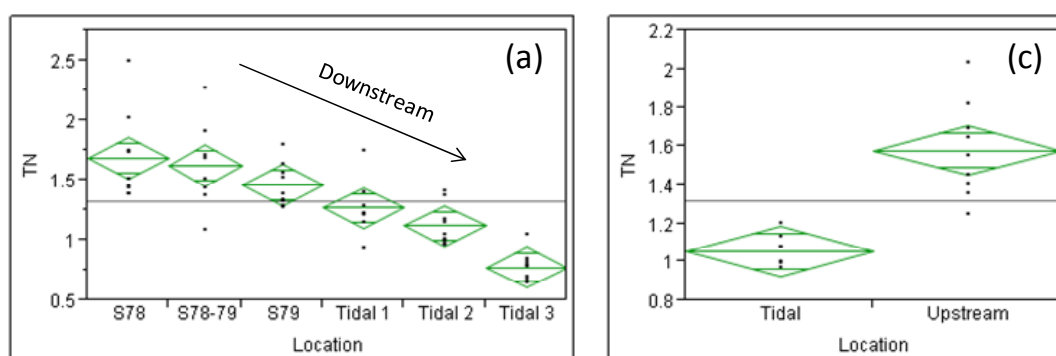 (a)
TN
2.5
2
1.5
1
0.5
Downstream
S78 S78-79 S79 Tidal 1 Tidal 2 Tidal 3
Location
(c)
TN
2.2
2
1.8
1.6
1.4
1.2
1
0.8
Tidal Upstream
Location